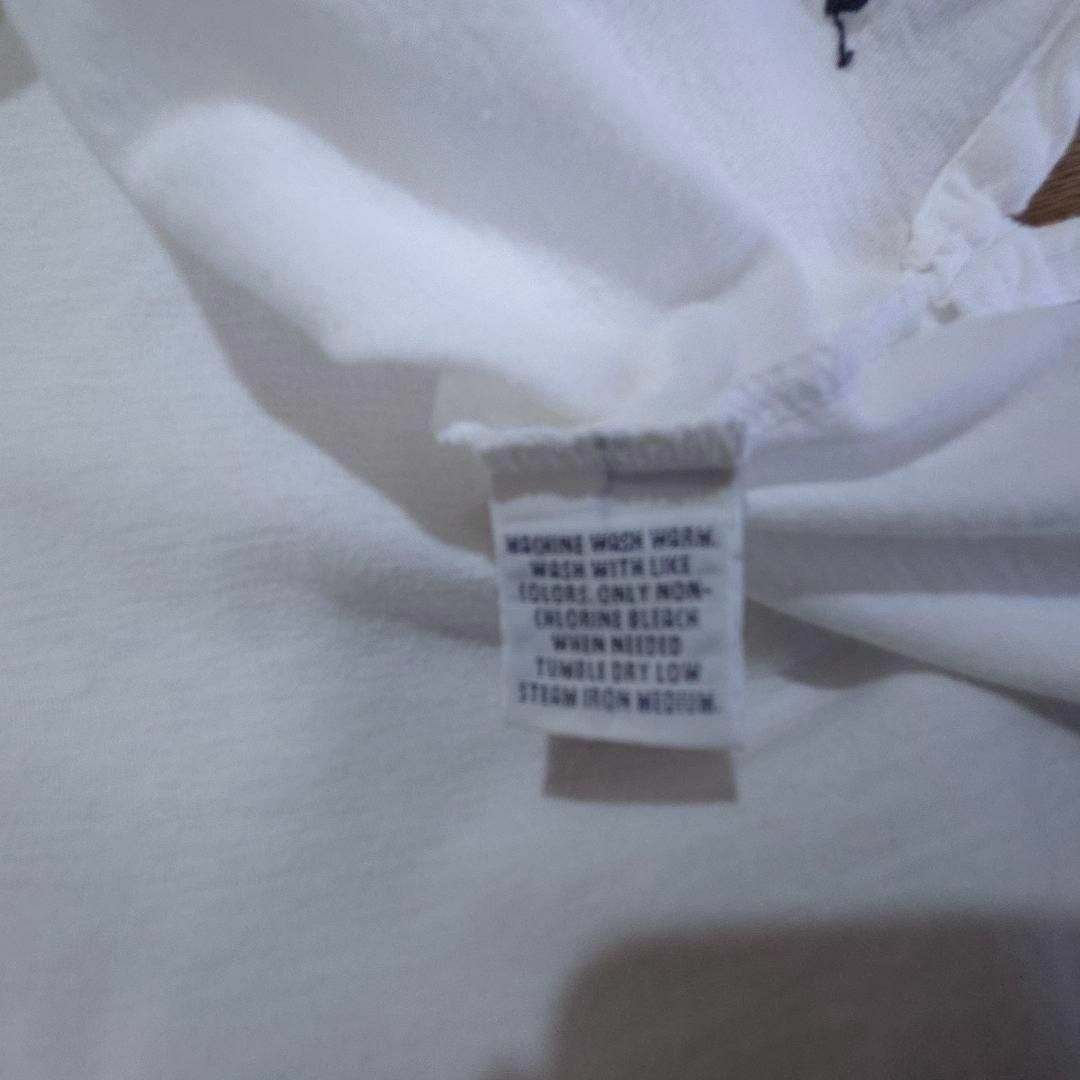 MACHINE WASH WARM.
WASH WITH LIKE
COLORS. ONLY NON-
CHLORINE BLEACH
WHEN NEEDED
TUMBLE DRY LOW
STEAM IRON MEDIUM.